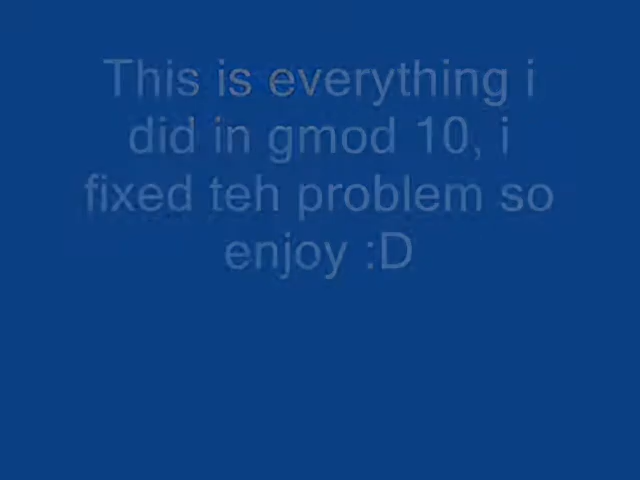 This is everything i
did in gmod 10, i
fixed teh problem so
enjoy :D